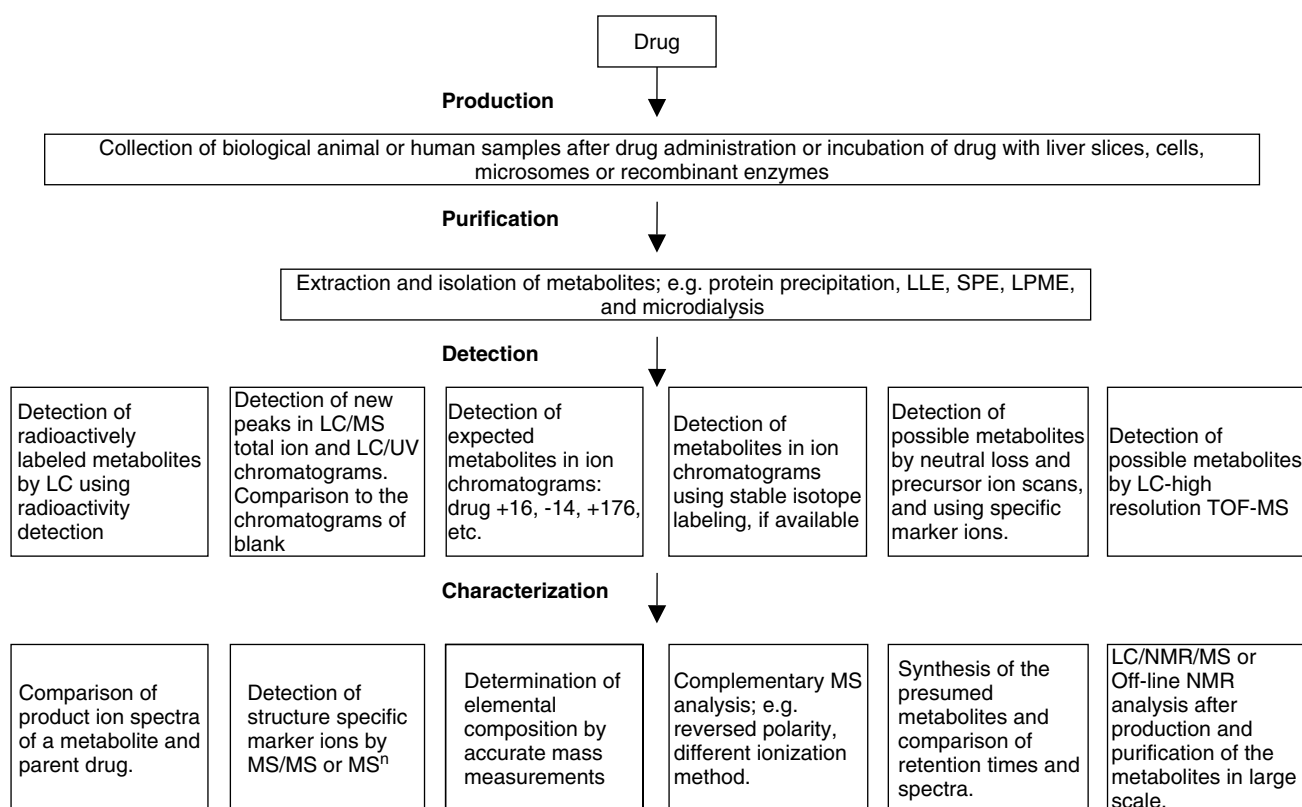 Drug
Production
Collection of biological animal or human samples after drug administration or incubation of drug with liver slices, cells,
microsomes or recombinant enzymes
Purification
Extraction and isolation of metabolites; e.g. protein precipitation, LLE, SPE, LPME,
and microdialysis
Detection
Detection of
radioactively
labeled metabolites
by LC using
radioactivity
detection
Detection of new
peaks in LC/MS
total ion and LC/UV
chromatograms.
Comparison to the
chromatograms of
blank
Detection of
expected
metabolites in ion
chromatograms:
drug +16, -14, +176,
etc.
Detection of
metabolites in ion
chromatograms
using stable isotope
labeling, if available
Detection of
possible metabolites
by neutral loss and
precursor ion scans,
and using specific
marker ions.
Detection of
possible metabolites
by LC-high
resolution TOF-MS
Characterization
Comparison of
product ion spectra
of a metabolite and
parent drug.
Detection of
structure specific
marker ions by
MS/MS or MSⁿ
Determination of
elemental
composition by
accurate mass
measurements
Complementary MS
analysis; e.g.
reversed polarity,
different ionization
method.
Synthesis of the
presumed
metabolites and
comparison of
retention times and
spectra.
LC/NMR/MS or
Off-line NMR
analysis after
production and
purification of the
metabolites in large
scale.